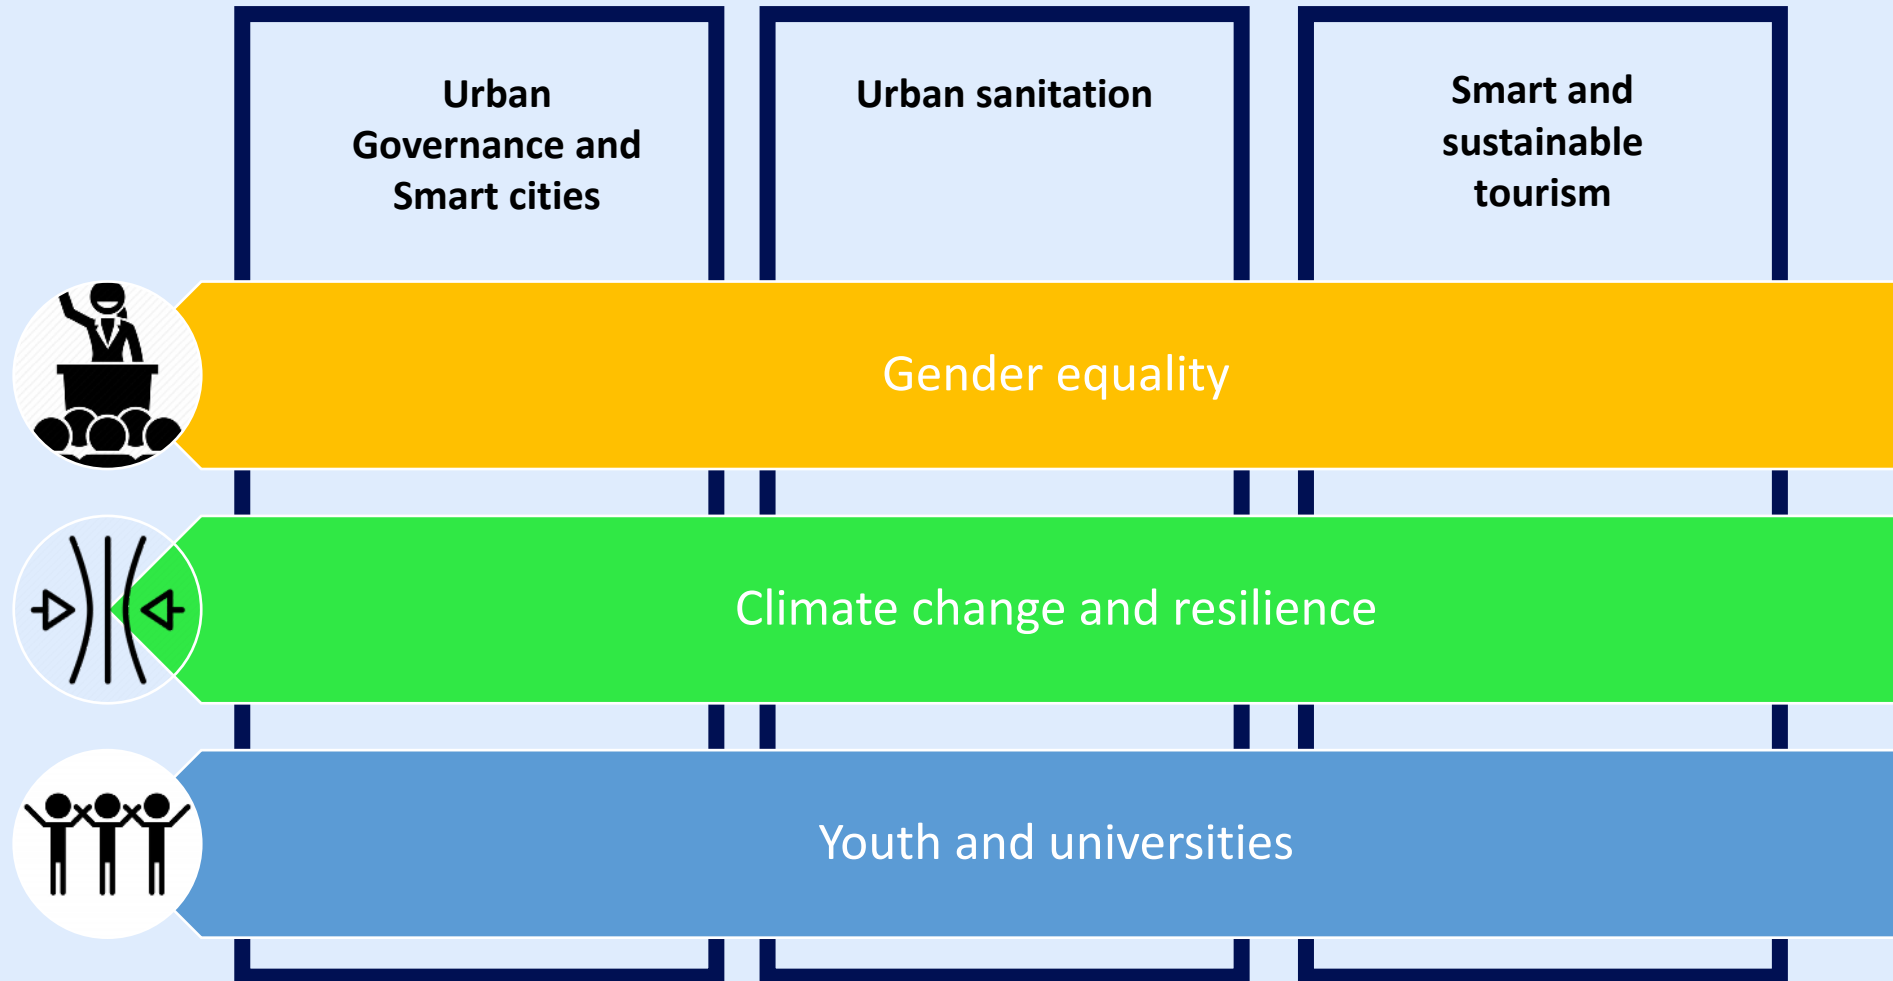 Urban
Governance and
Smart cities
Urban sanitation
Smart and
sustainable
tourism
Gender equality
Climate change and resilience
Youth and universities